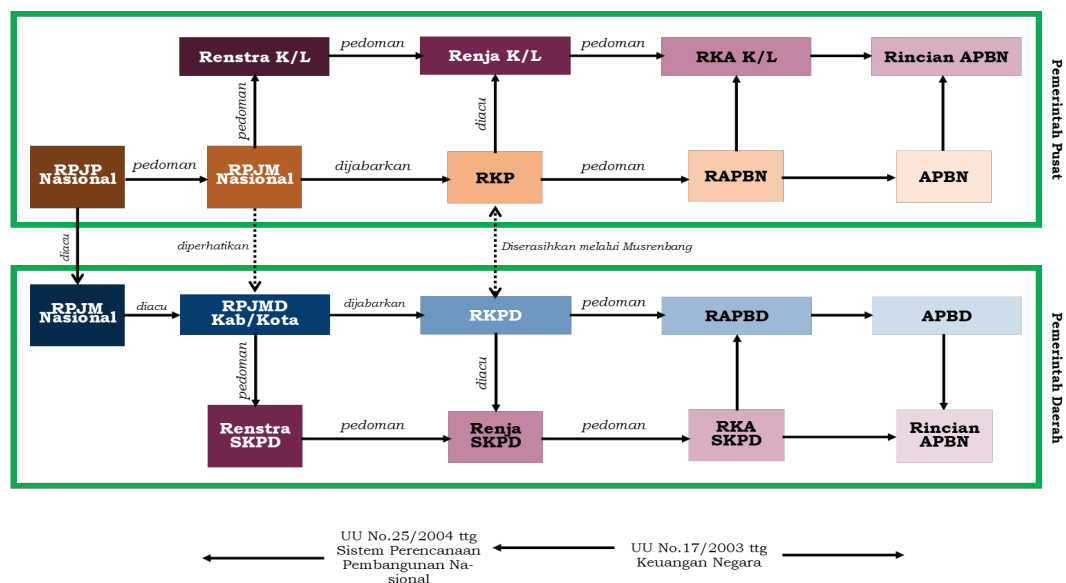 pedoman
pedoman
Renstra K/L
Renja K/L
RKA K/L
Rincian APBN
pedoman
diacu
RPJP
Nasional
pedoman
RPJM
Nasional
dijabarkan
RKP
pedoman
RAPBN
APBN
Pemerintah Pusat
diacu
diperhatikan
Diserasihkan melalui Musrenbang
RPJM
Nasional
diacu
RPJMD
Kab/Kota
dijabarkan
RKPD
pedoman
RAPBD
APBD
pedoman
diacu
Renstra
SKPD
pedoman
Renja
SKPD
pedoman
RKA
SKPD
Rincian
APBN
Pemerintah Daerah
UU No.25/2004 ttg
Sistem Perencanaan
Pembangunan Na-
sional
UU No.17/2003 ttg
Keuangan Negara